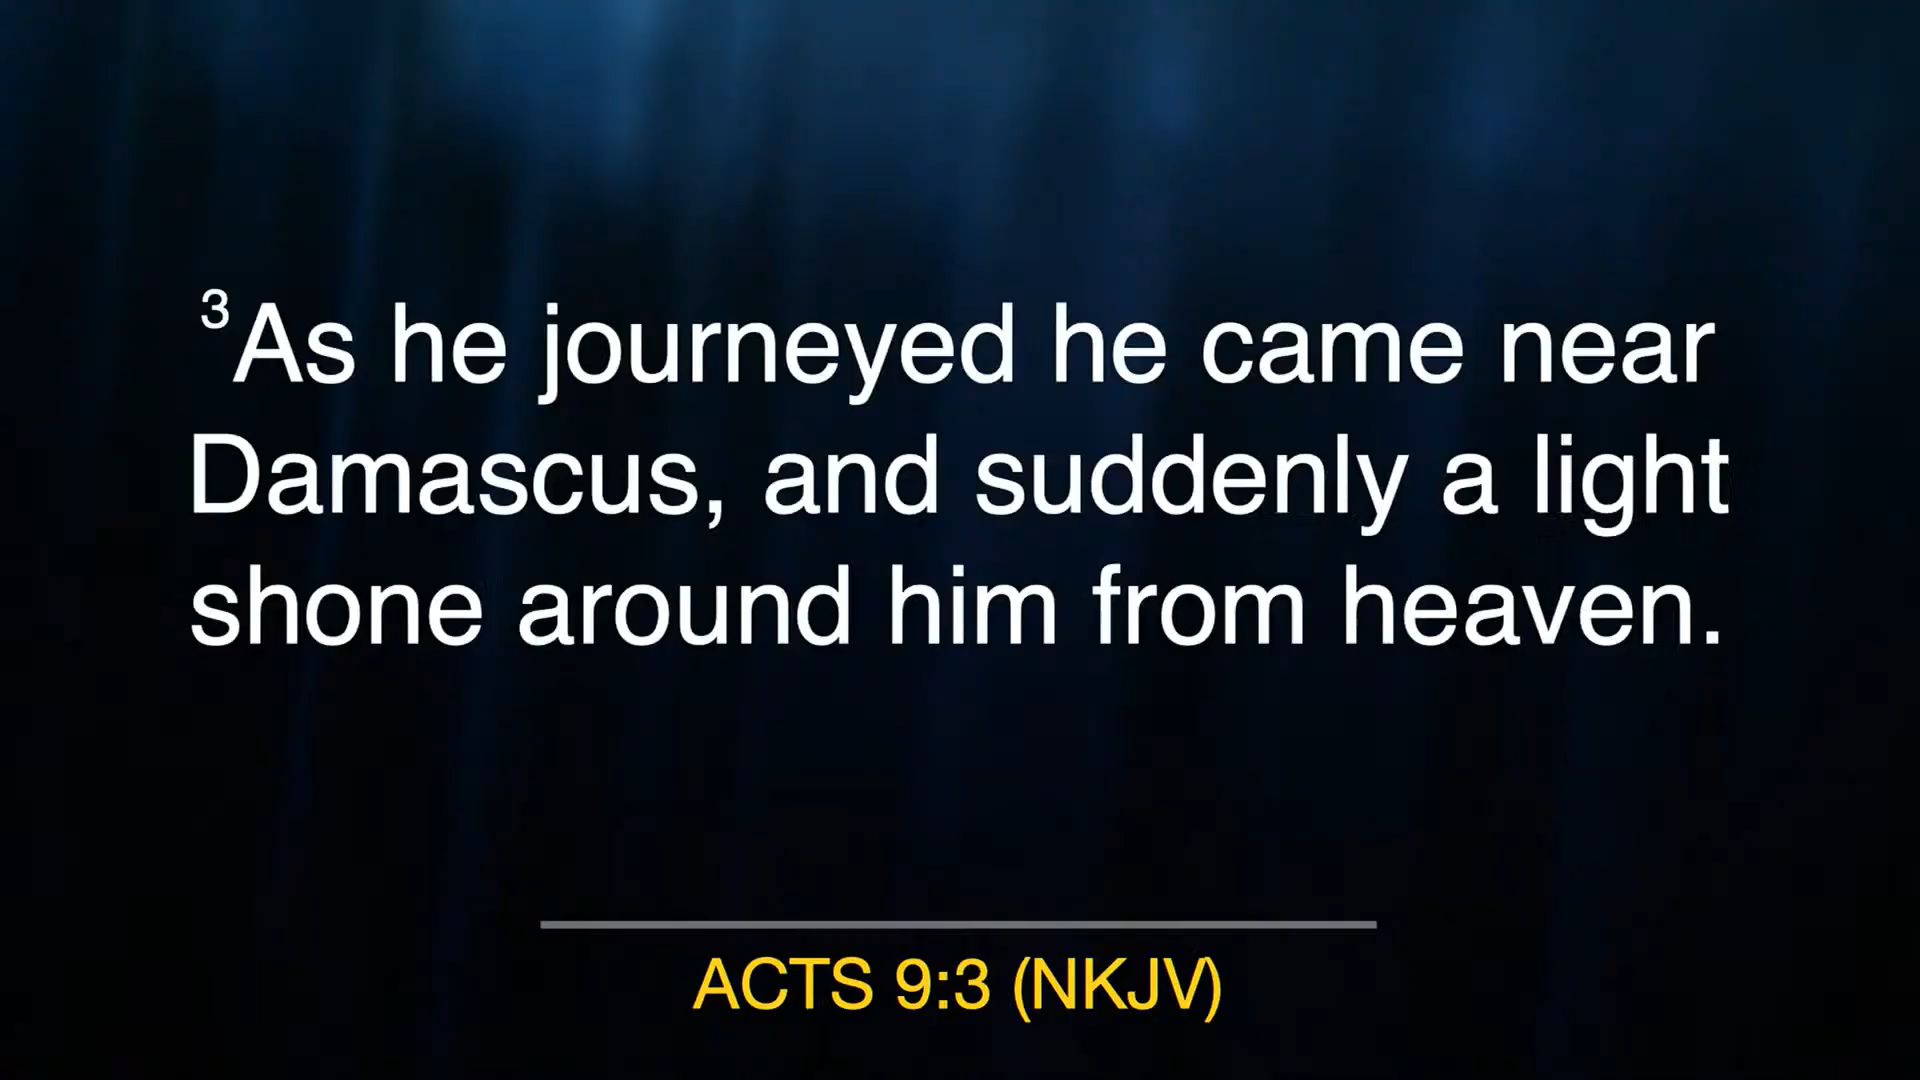 ³As he journeyed he came near
Damascus, and suddenly a light
shone around him from heaven.
ACTS 9:3 (NKJV)